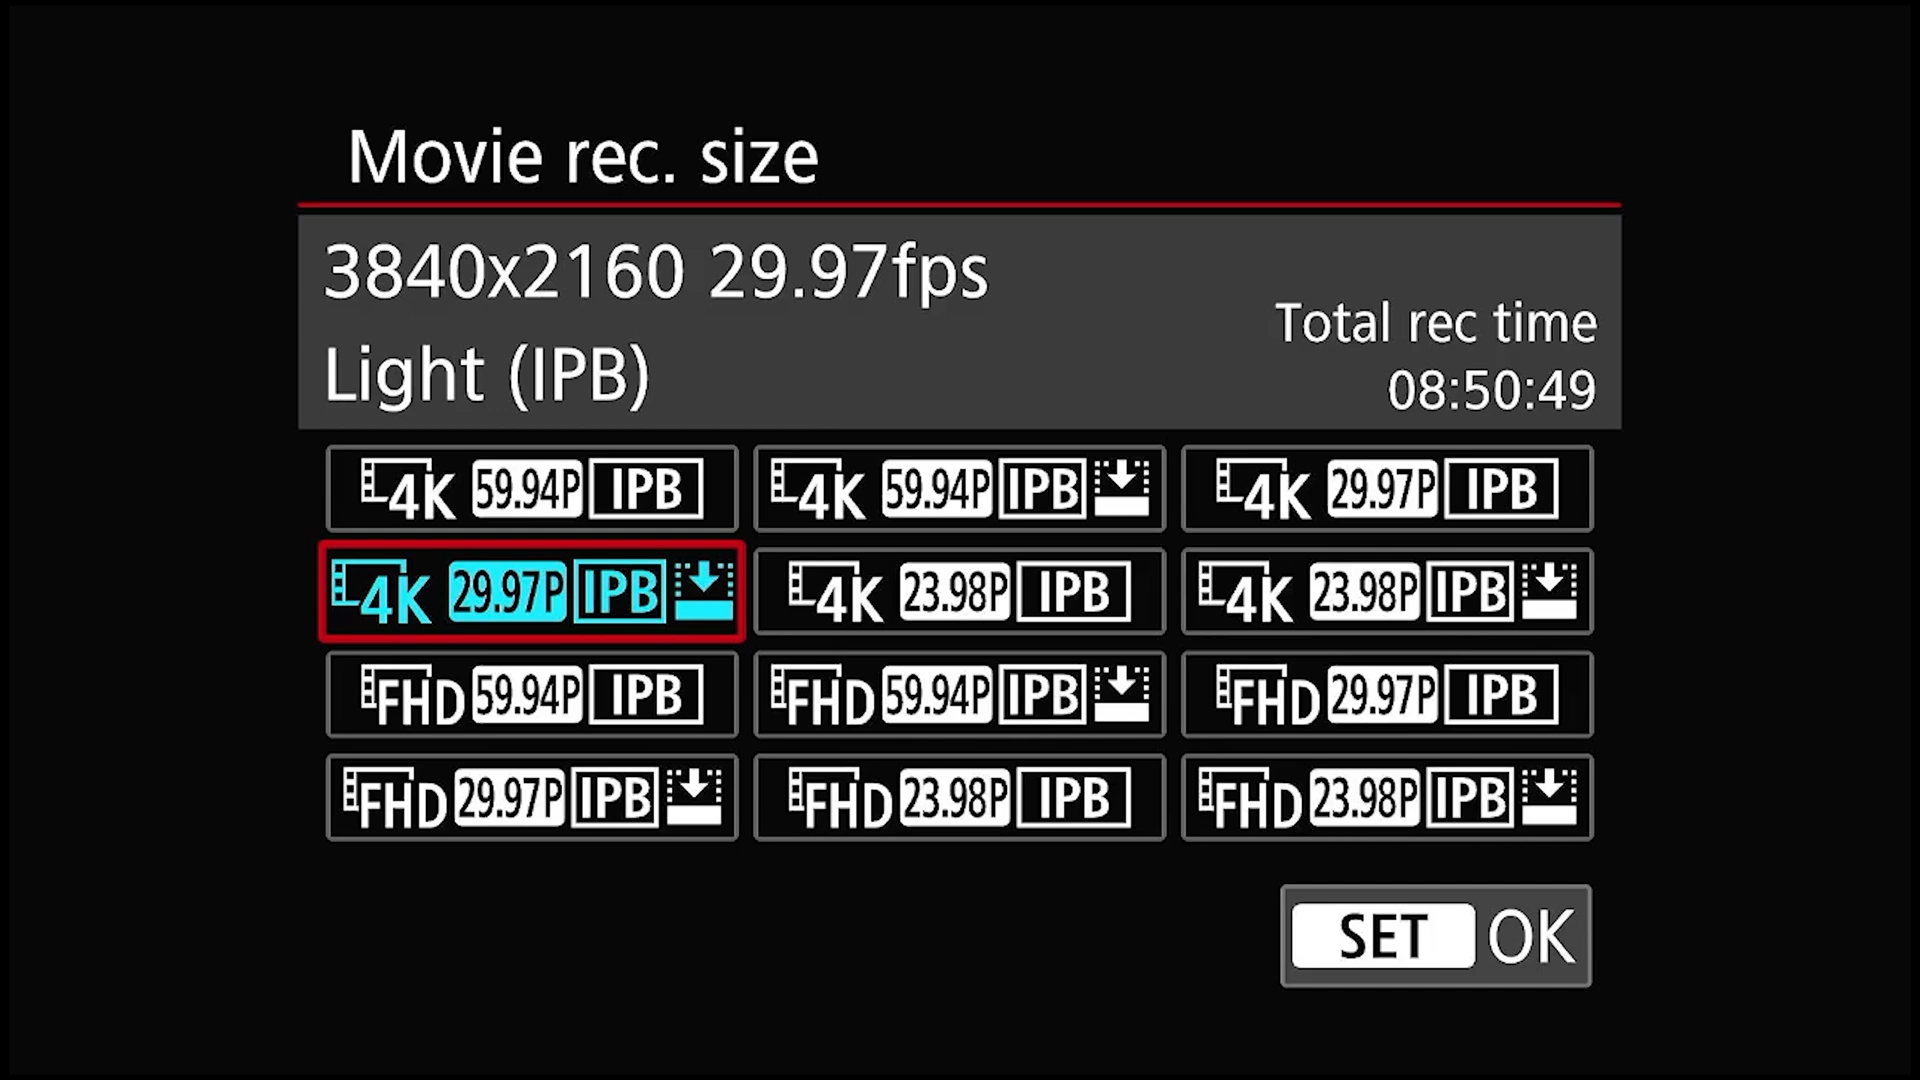 Movie rec. size
3840x2160 29.97fps
Light (IPB)
Total rec time
08:50:49
4K 59.94P IPB
4K 59.94P IPB
4K 29.97P IPB
4K 29.97P IPB
4K 23.98P IPB
4K 23.98P IPB
FHD 59.94P IPB
FHD 59.94P IPB
FHD 29.97P IPB
FHD 29.97P IPB
FHD 23.98P IPB
FHD 23.98P IPB
SET OK